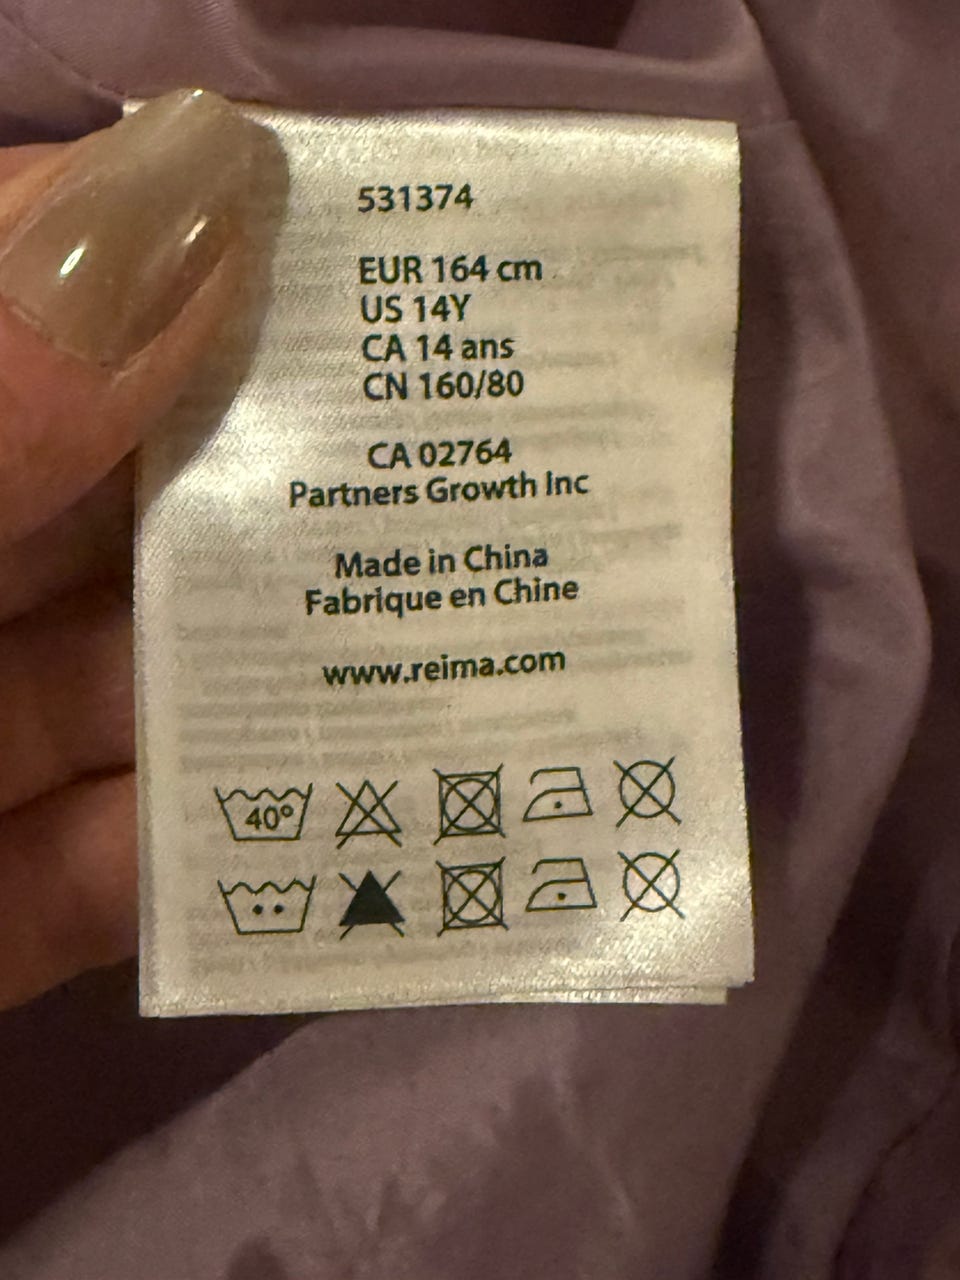 531374
EUR 164 cm
US 14Y
CA 14 ans
CN 160/80
CA 02764
Partners Growth Inc
Made in China
Fabrique en Chine
www.reima.com
40°